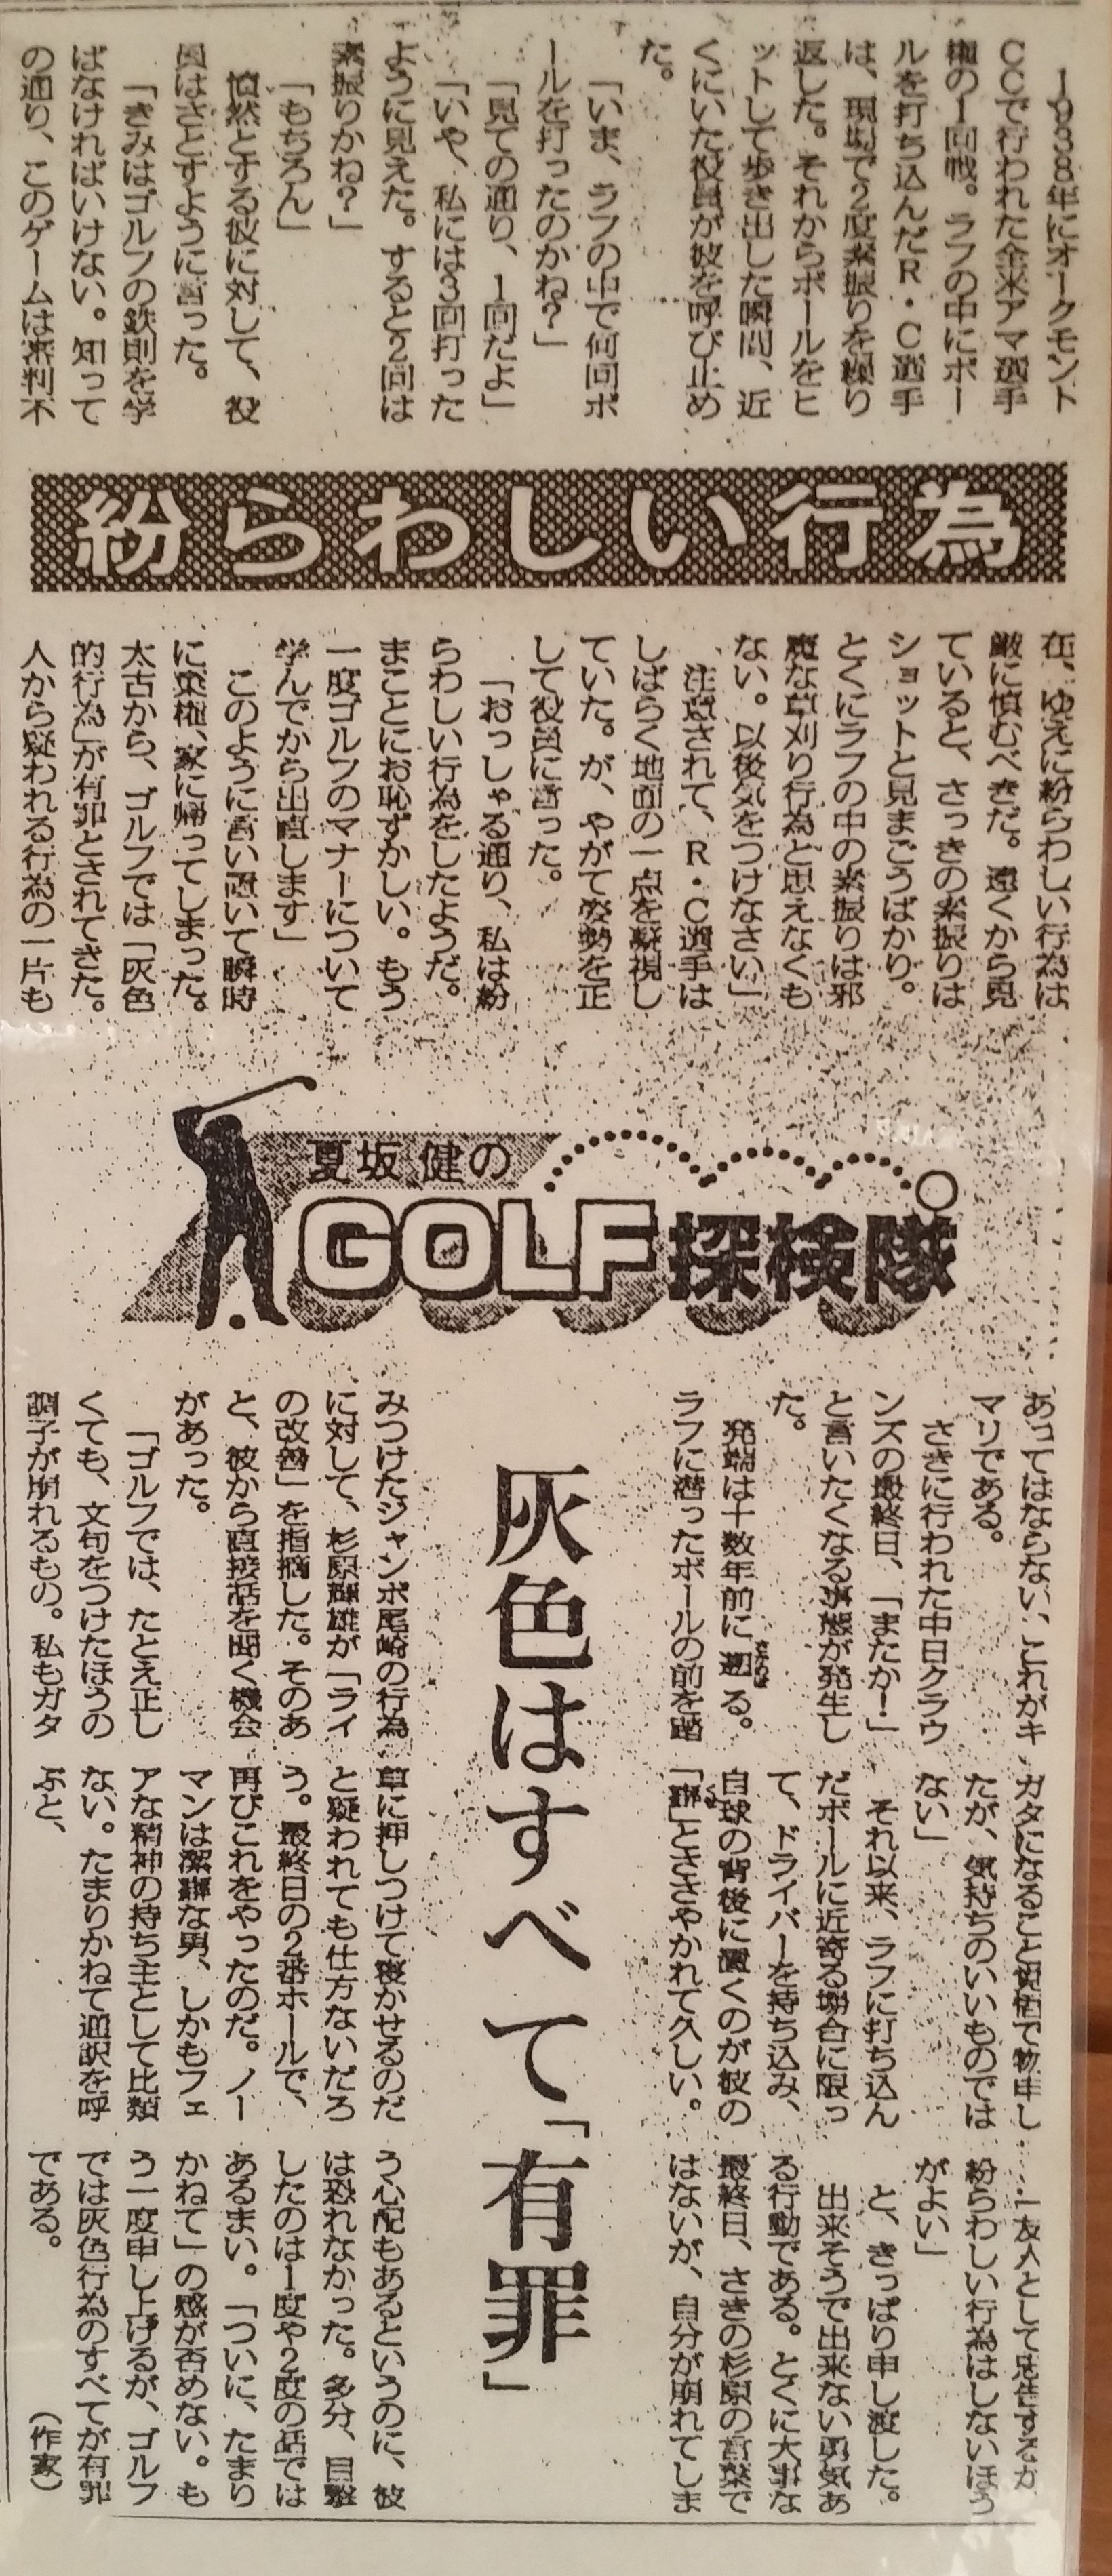 1938年にオークモント
CCで行われた全米アマ選手
権の1回戦。ラフの中にボー
ルを打ち込んだR・C選手
は、現場で2度素振りを繰り
返した。それからボールをヒ
ットして歩き出した瞬間、近
くにいた役員が彼を呼び止め
た。
「いま、ラフの中で何回ボ
ールを打ったのかね?」
「見ての通り、1回だよ」
「いや、私には3回打った
ように見えた。すると2回は
素振りかね?」
「もちろん」
憤然とする彼に対して、役
員はさとすように言った。
「きみはゴルフの鉄則を学
ばなければいけない。知って
の通り、このゲームは審判不
紛らわしい行為
在、ゆえに紛らわしい行為は
厳に慎むべきだ。遠くから見
ていると、さっきの素振りは
ショットと見まごうばかり。
とくにラフの中の素振りは邪
魔な草刈り行為と思えなくも
ない。以後気をつけなさい」
注意されて、R・C選手は
しばらく地面の一点を凝視し
ていた。が、やがて姿勢を正
して役員に言った。
「おっしゃる通り、私は紛
らわしい行為をしたようだ。
まことにお恥ずかしい。もう
一度ゴルフのマナーについて
学んでから出直します」
このように言い置いて瞬時
に棄権、家に帰ってしまった。
太古から、ゴルフでは「灰色
的行為」が有罪とされてきた。
人から疑われる行為の一片も
夏坂健の
GOLF探検隊
あってはならない、これがキ
マリである。
さきに行われた中日クラウ
ンズの最終日、「またか!」
と言いたくなる事態が発生し
た。
発端は十数年前に遡る。
さかのぼ
ラフに潜ったボールの前を踏
灰色はすべて「有罪」
みつけたジャンボ尾崎の行為
に対して、杉原輝雄が「ライ
の改善」を指摘した。そのあ
と、彼から直接話を聞く機会
があった。
「ゴルフでは、たとえ正し
くても、文句をつけたほうの
調子が崩れるもの。私もガタ
ガタになること覚悟で物申し
たが、気持ちのいいものでは
ない」
それ以来、ラフに打ち込ん
だボールに近寄る場合に限っ
て、ドライバーを持ち込み、
白球の背後に置くのが彼の
「癖」とささやかれて久しい。
くせ
草に押しつけて寝かせるのだ
と疑われても仕方ないだろ
う。最終日の2番ホールで、
再びこれをやったのだ。ノー
マンは潔癖な男、しかもフェ
アな精神の持ち主として比類
ない。たまりかねて通訳を呼
ぶと、
「友人として忠告するが、
紛らわしい行為はしないほう
がよい」
と、きっぱり申し渡した。
出来そうで出来ない勇気あ
る行動である。とくに大事な
最終日、さきの杉原の言葉で
はないが、自分が崩れてしま
う心配もあるというのに、彼
は恐れなかった。多分、目撃
したのは1度や2度の話では
あるまい。「ついに、たまり
かねて」の感が否めない。も
う一度申し上げるが、ゴルフ
では灰色行為のすべてが有罪
である。
(作家)